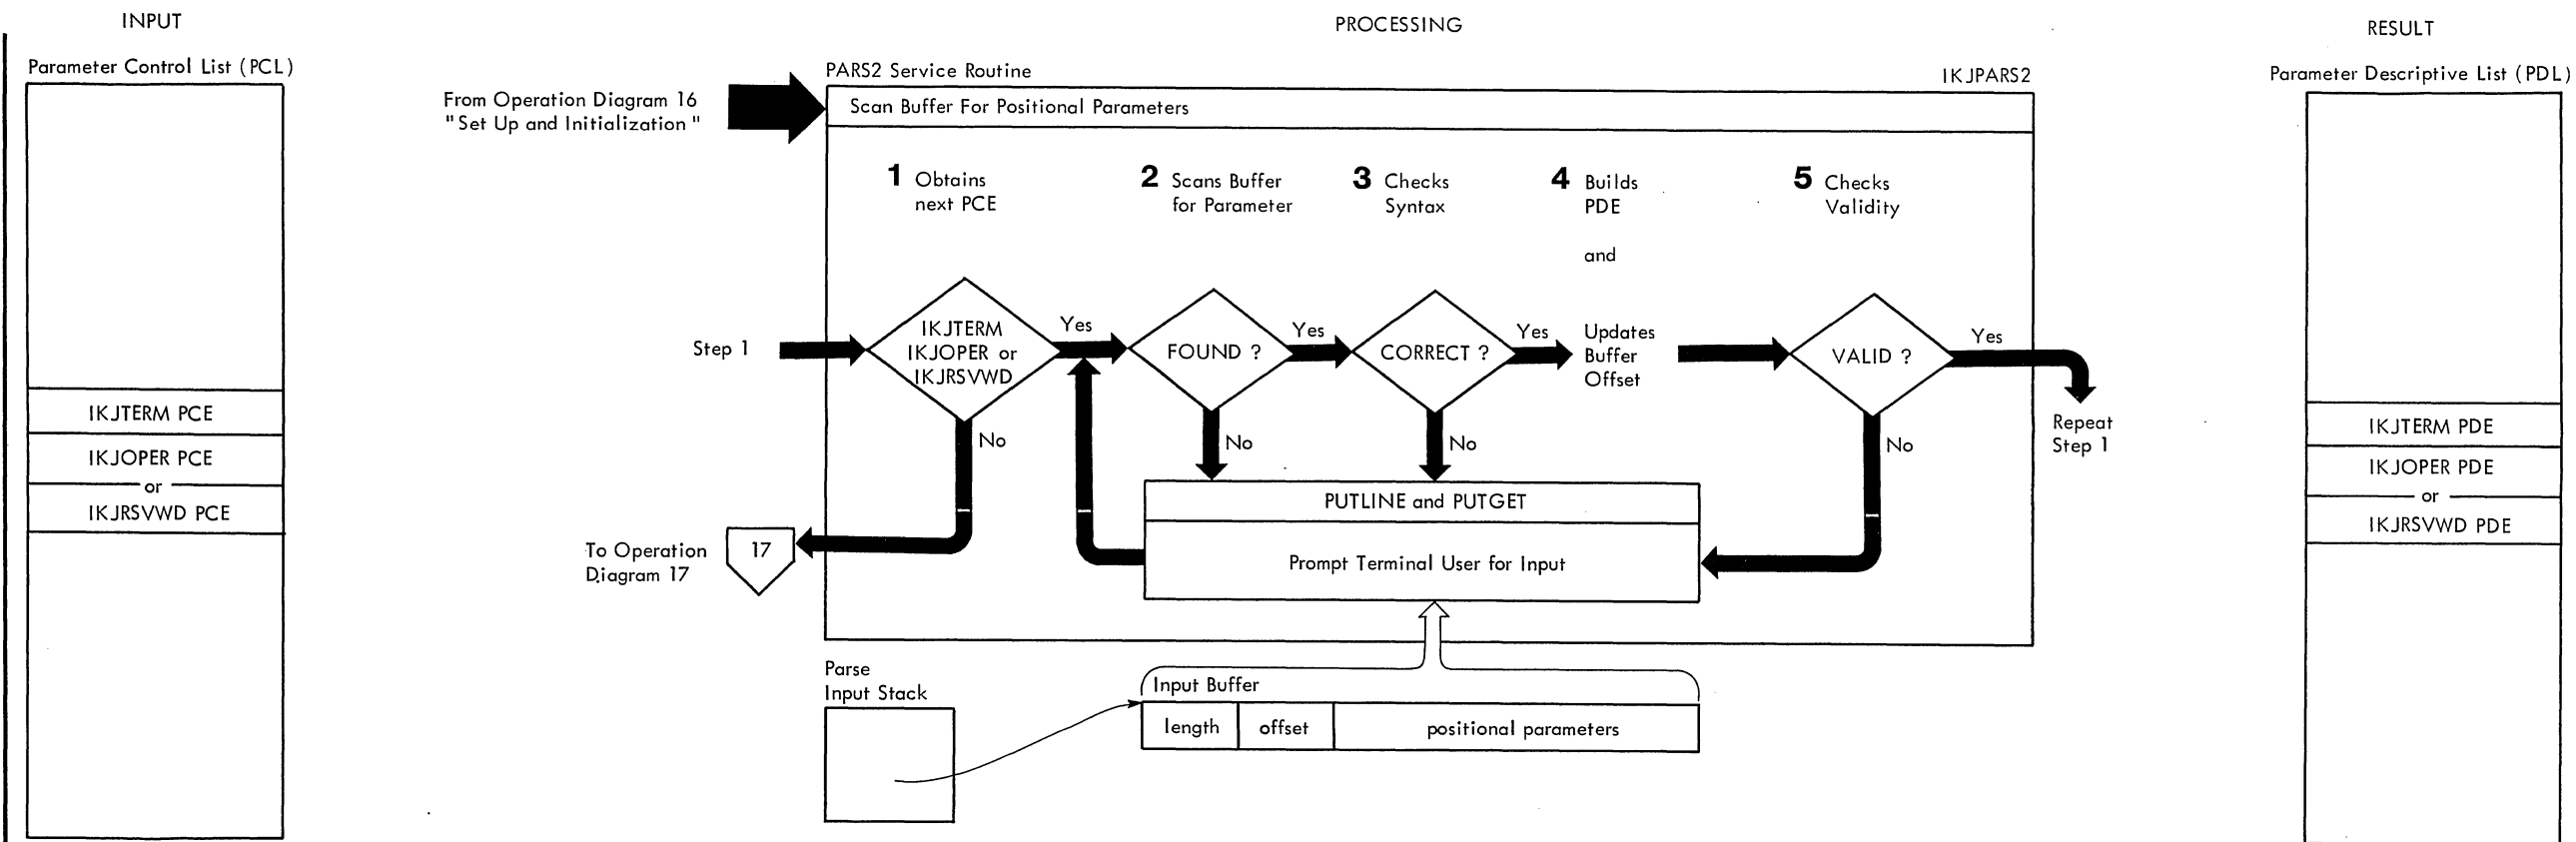 INPUT
PROCESSING
RESULT
Parameter Control List (PCL)
IKJTERM PCE
IKJOPER PCE
or
IKJRSVWD PCE
From Operation Diagram 16
"Set Up and Initialization"
PARS2 Service Routine
IKJPARS2
Scan Buffer For Positional Parameters
1 Obtains
next PCE
2 Scans Buffer
for Parameter
3 Checks
Syntax
4 Builds
PDE
and
5 Checks
Validity
Step 1
IKJTERM
IKJOPER or
IKJRSVWD
Yes
FOUND ?
Yes
CORRECT ?
Yes
Updates
Buffer
Offset
VALID ?
Yes
Repeat
Step 1
No
No
No
No
PUTLINE and PUTGET
Prompt Terminal User for Input
To Operation
Diagram 17
17
Parse
Input Stack
Input Buffer
length
offset
positional parameters
Parameter Descriptive List (PDL)
IKJTERM PDE
IKJOPER PDE
or
IKJRSVWD PDE